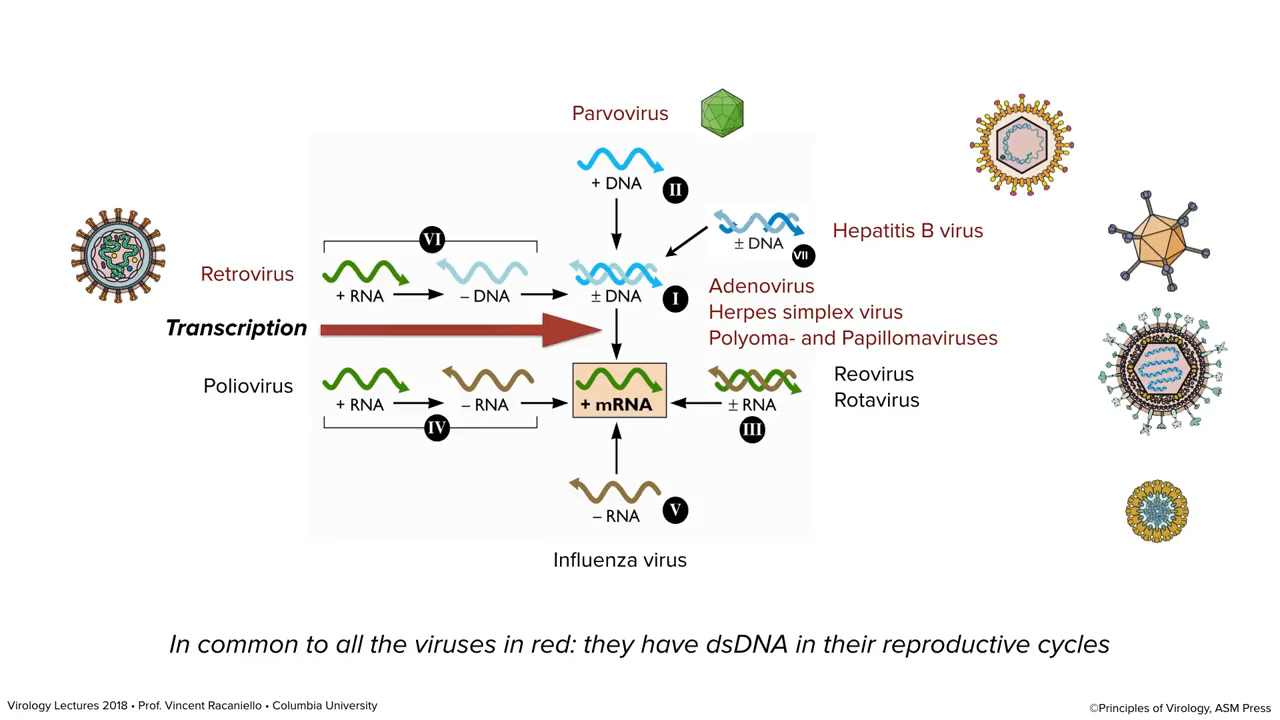 Parvovirus
+ DNA
II
± DNA
VII
Hepatitis B virus
VI
Retrovirus
+ RNA
– DNA
± DNA
I
Adenovirus
Herpes simplex virus
Polyoma- and Papillomaviruses
Transcription
Poliovirus
+ RNA
– RNA
IV
+ mRNA
± RNA
III
Reovirus
Rotavirus
– RNA
V
Influenza virus
In common to all the viruses in red: they have dsDNA in their reproductive cycles
Virology Lectures 2018 • Prof. Vincent Racaniello • Columbia University
©Principles of Virology, ASM Press